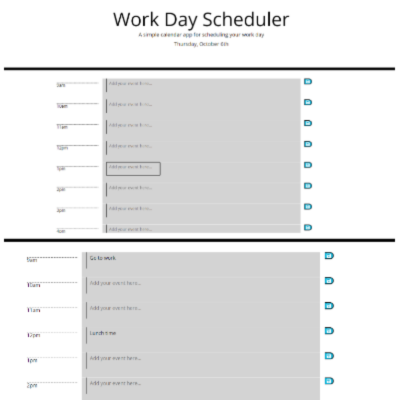 Work Day Scheduler
A simple calendar app for scheduling your work day
Thursday, October 6th
9am Add your event here...
10am Add your event here...
11am Add your event here...
12pm Add your event here...
1pm Add your event here...
2pm Add your event here...
3pm Add your event here...
4pm Add your event here...
9am Go to work
10am Add your event here...
11am Add your event here...
12pm Lunch time
1pm Add your event here...
2pm Add your event here...